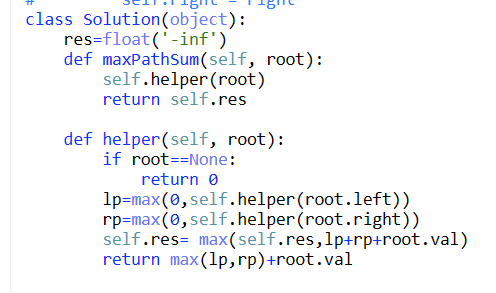 #       self.right = right
class Solution(object):
    res=float('-inf')
    def maxPathSum(self, root):
        self.helper(root)
        return self.res

    def helper(self, root):
        if root==None:
            return 0
        lp=max(0,self.helper(root.left))
        rp=max(0,self.helper(root.right))
        self.res= max(self.res,lp+rp+root.val)
        return max(lp,rp)+root.val